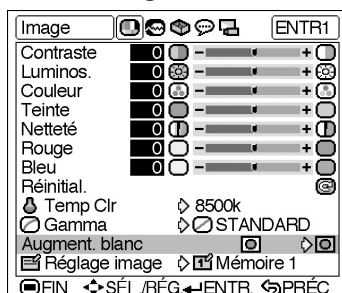 Image ENTR1
Contraste 0 - +
Luminos. 0 - +
Couleur 0 - +
Teinte 0 - +
Netteté 0 - +
Rouge 0 - +
Bleu 0 - +
Réinitial.
Temp Clr 8500k
Gamma STANDARD
Augment. blanc
Réglage image 1 Mémoire 1
FIN SÉL./RÉG ENTR. PRÉC